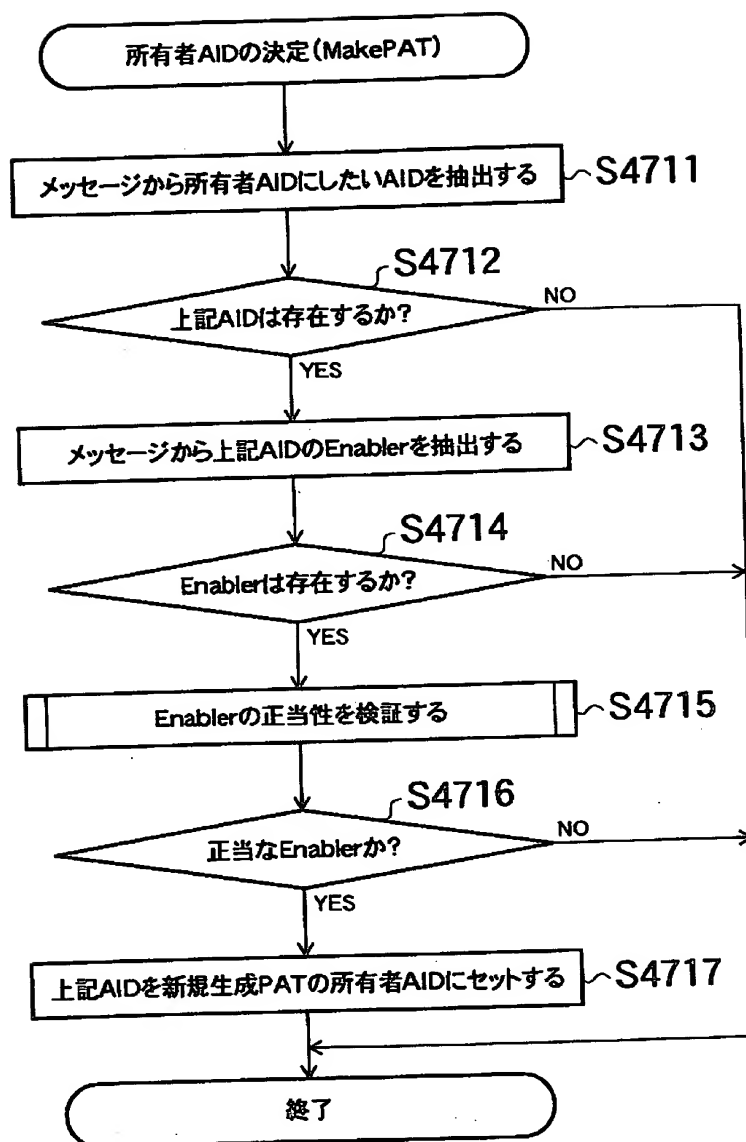 所有者AIDの決定(MakePAT)
メッセージから所有者AIDにしたいAIDを抽出する
S4711
S4712
上記AIDは存在するか?
NO
YES
メッセージから上記AIDのEnablerを抽出する
S4713
S4714
Enablerは存在するか?
NO
YES
Enablerの正当性を検証する
S4715
S4716
正当なEnablerか?
NO
YES
上記AIDを新規生成PATの所有者AIDにセットする
S4717
終了